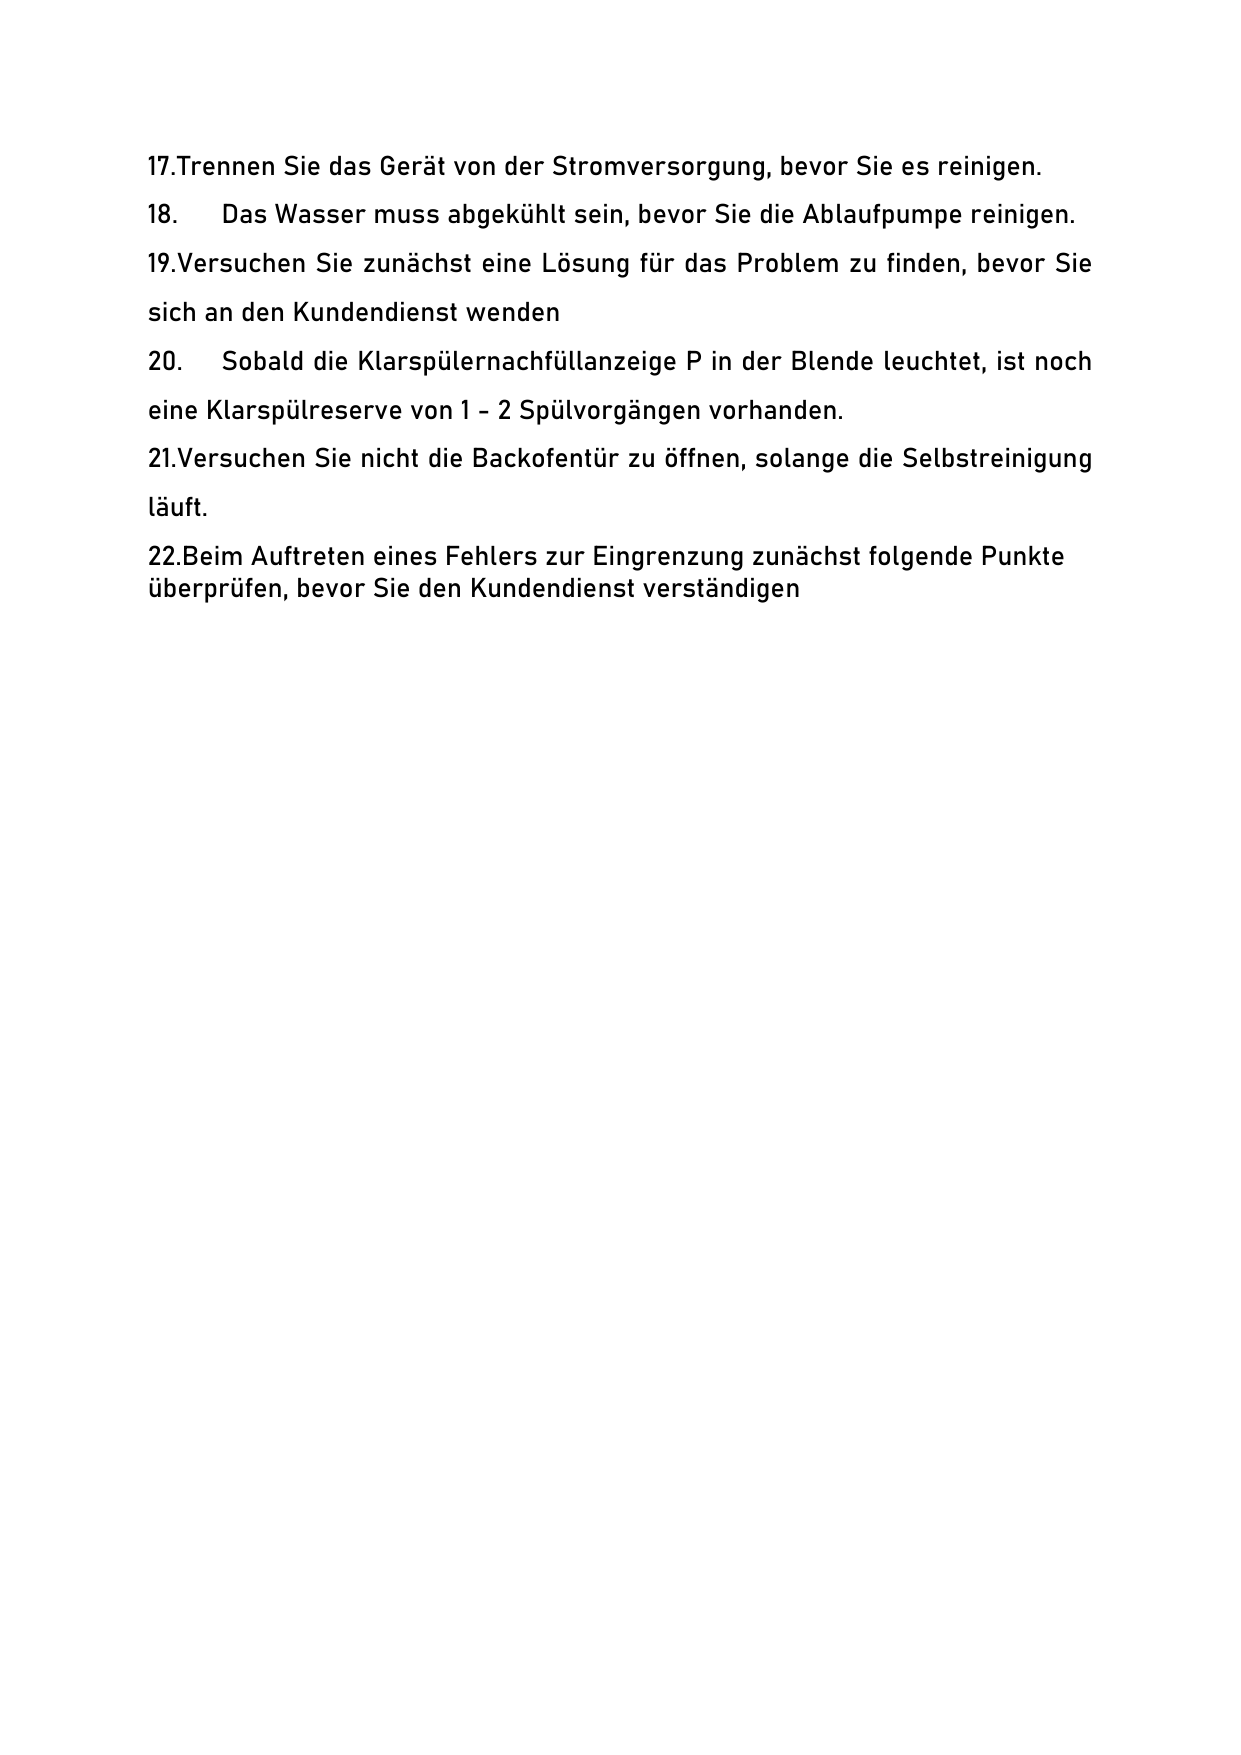 17.Trennen Sie das Gerät von der Stromversorgung, bevor Sie es reinigen.
18. Das Wasser muss abgekühlt sein, bevor Sie die Ablaufpumpe reinigen.
19.Versuchen Sie zunächst eine Lösung für das Problem zu finden, bevor Sie
sich an den Kundendienst wenden
20. Sobald die Klarspülernachfüllanzeige P in der Blende leuchtet, ist noch
eine Klarspülreserve von 1 - 2 Spülvorgängen vorhanden.
21.Versuchen Sie nicht die Backofentür zu öffnen, solange die Selbstreinigung
läuft.
22.Beim Auftreten eines Fehlers zur Eingrenzung zunächst folgende Punkte
überprüfen, bevor Sie den Kundendienst verständigen